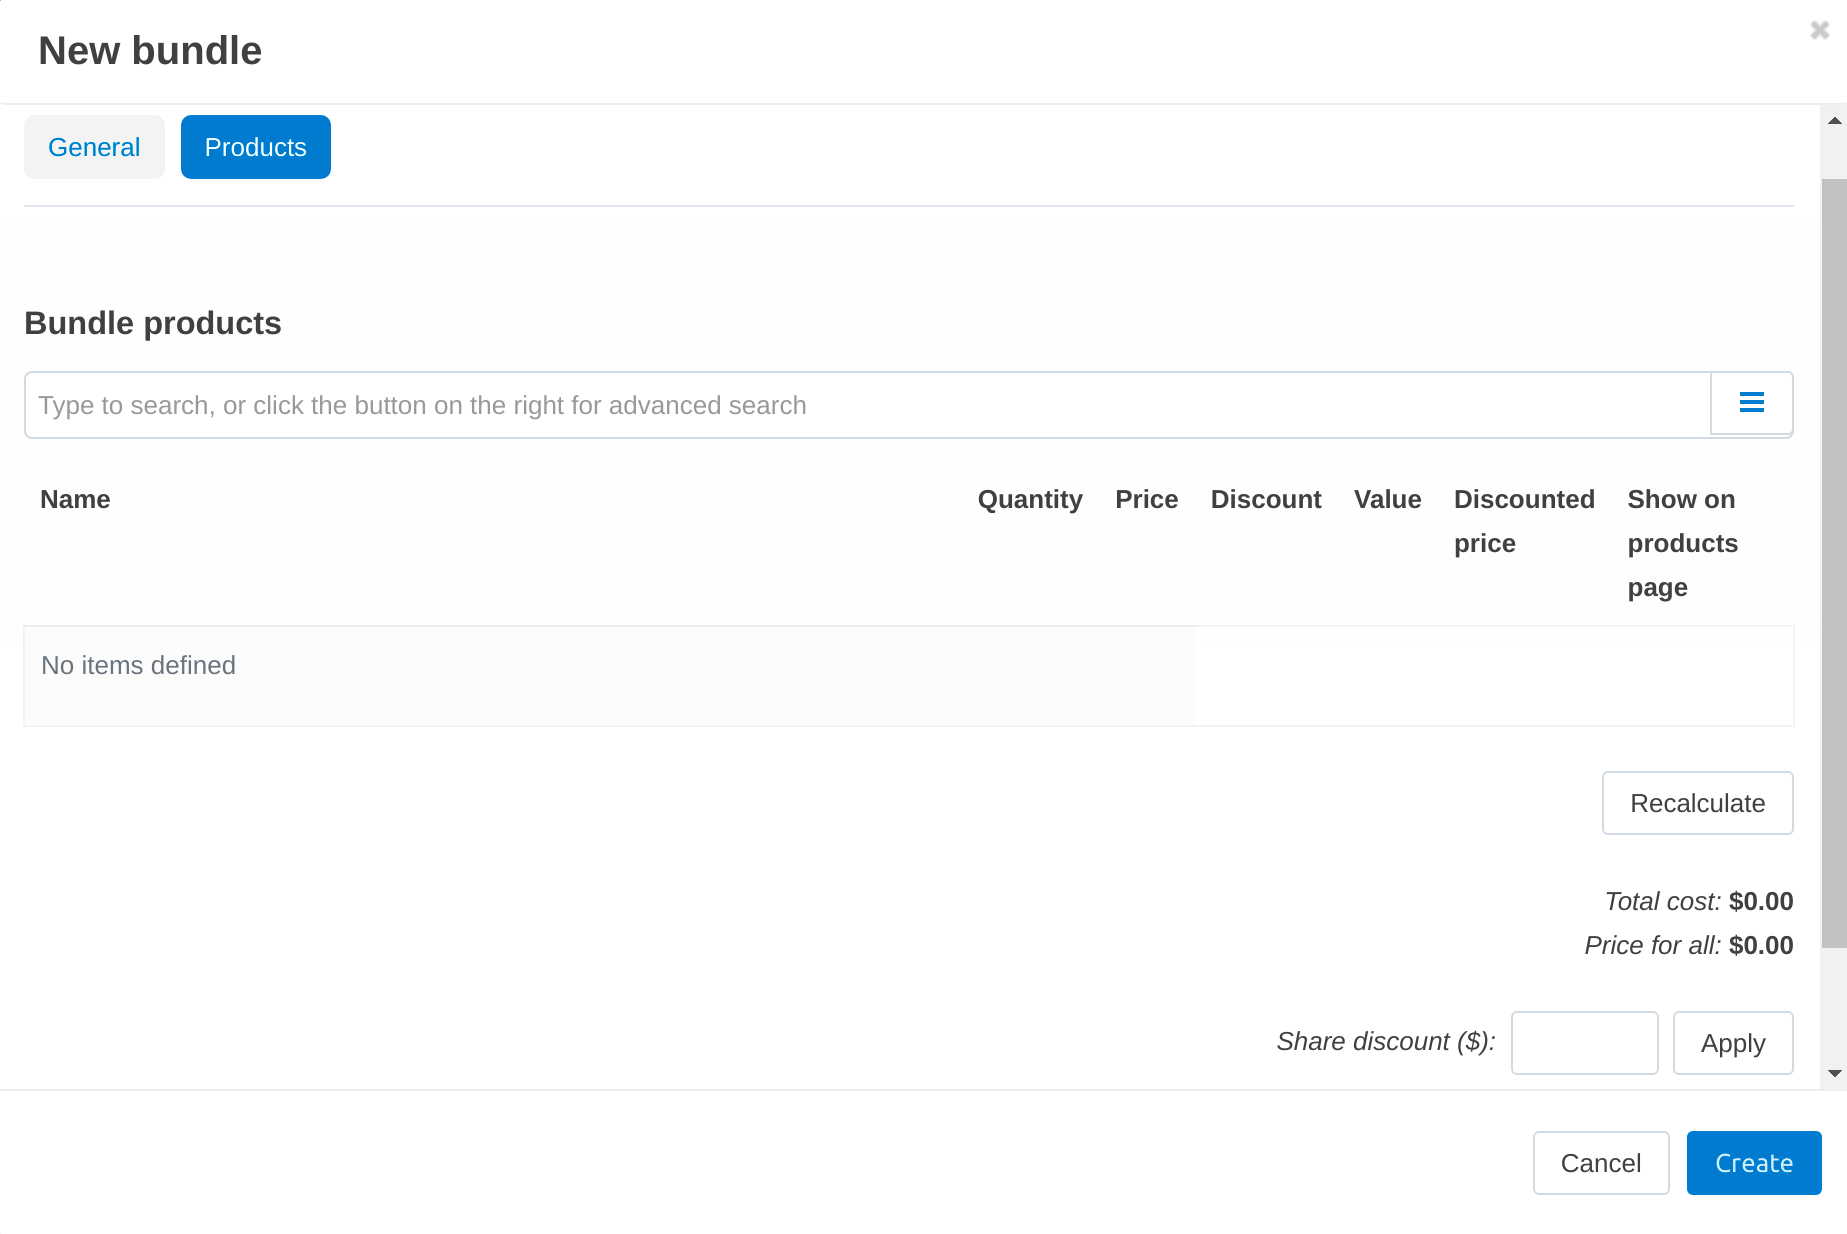 New bundle
General Products
Bundle products
Type to search, or click the button on the right for advanced search
Name Quantity Price Discount Value Discounted price Show on products page
No items defined
Recalculate
Total cost: $0.00
Price for all: $0.00
Share discount ($): Apply
Cancel Create